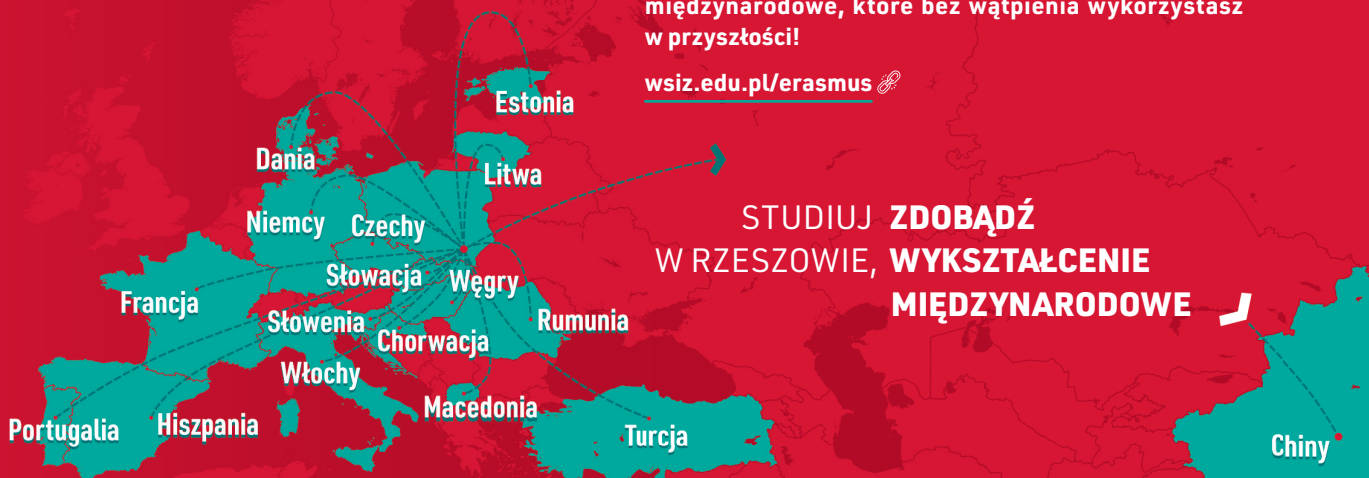 międzynarodowe, które bez wątpienia wykorzystasz
w przyszłości!
wsiz.edu.pl/erasmus
Estonia
Dania
Litwa
Niemcy
Czechy
STUDIUJ ZDOBĄDŹ
W RZESZOWIE, WYKSZTAŁCENIE
MIĘDZYNARODOWE
Słowacja
Węgry
Francja
Słowenia
Rumunia
Chorwacja
Włochy
Macedonia
Portugalia
Hiszpania
Turcja
Chiny